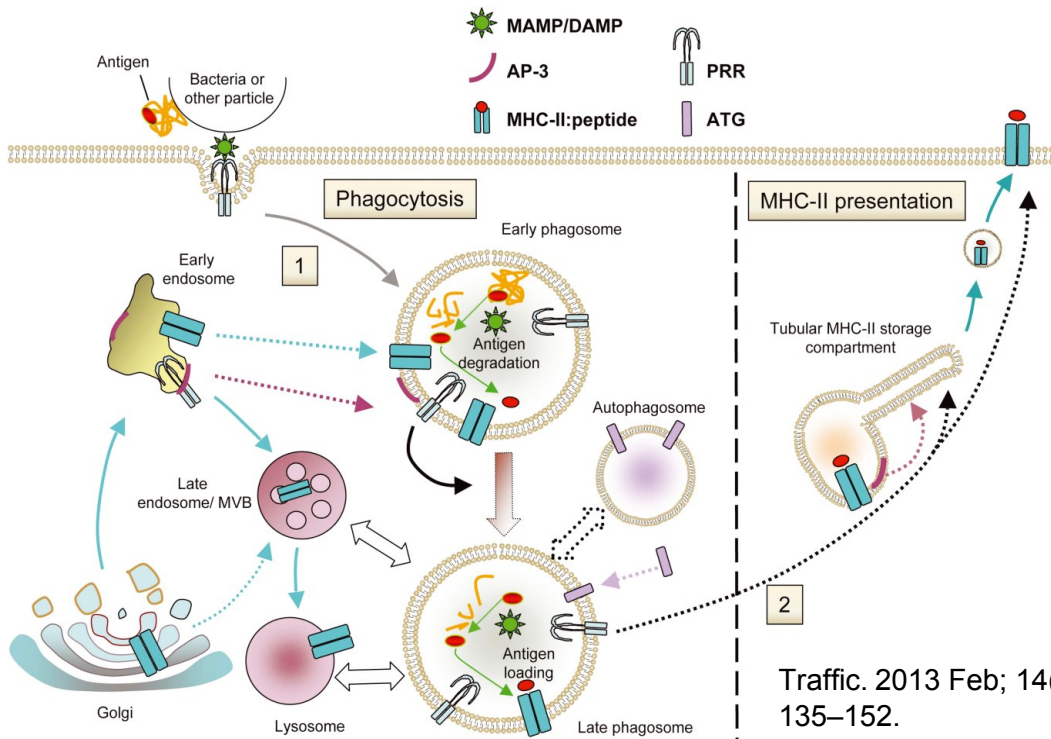 MAMP/DAMP
AP-3
PRR
MHC-II:peptide
ATG
Antigen
Bacteria or
other particle
Phagocytosis
MHC-II presentation
1
Early phagosome
Early
endosome
Antigen
degradation
Tubular MHC-II storage
compartment
Autophagosome
Late
endosome/ MVB
2
Antigen
loading
Golgi
Lysosome
Late phagosome
Traffic. 2013 Feb; 14
135–152.